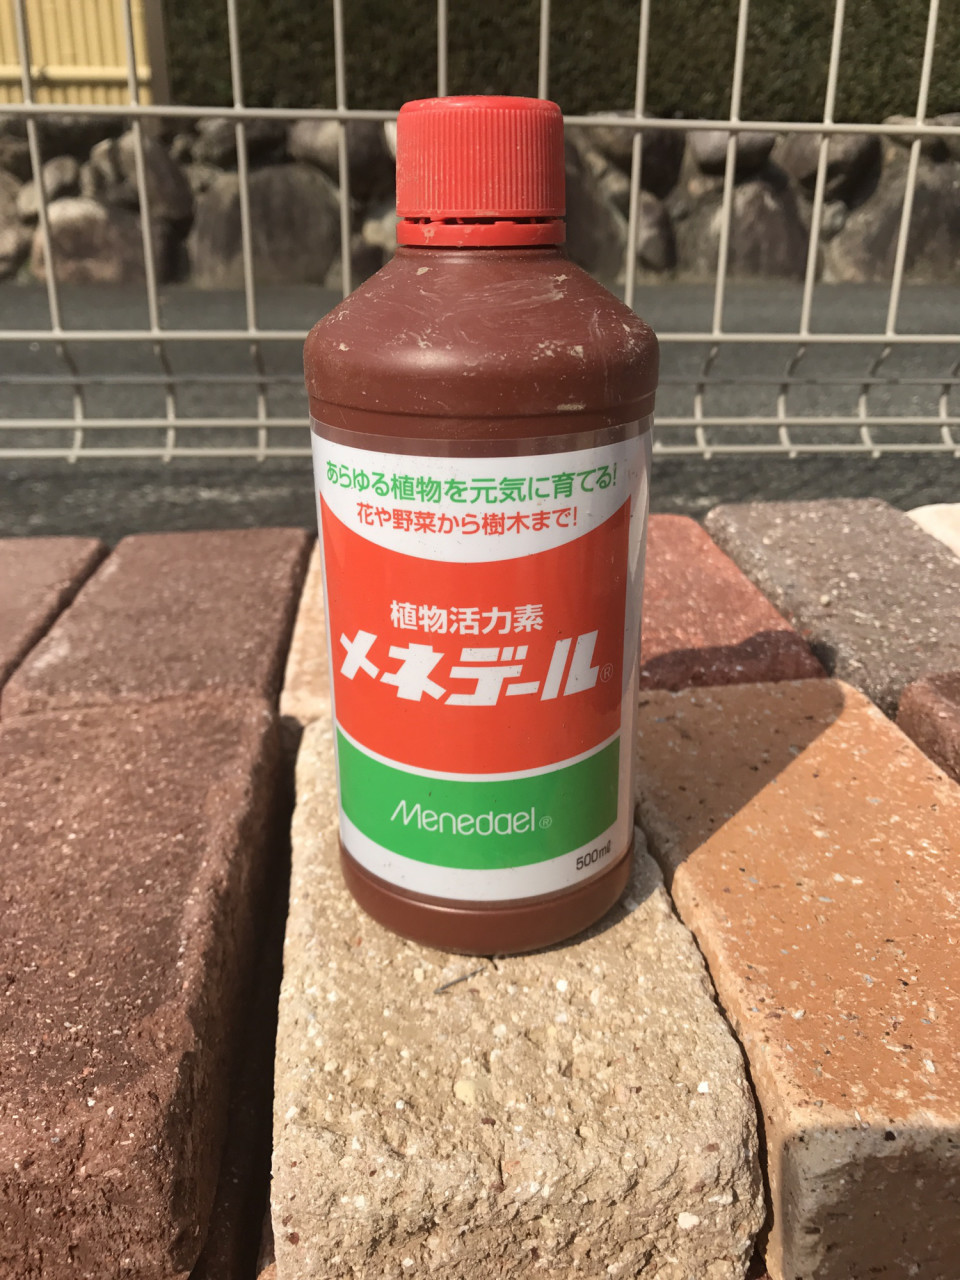 あらゆる植物を元気に育てる!
花や野菜から樹木まで!
植物活力素
メネデール®
Menedael®
500㎖